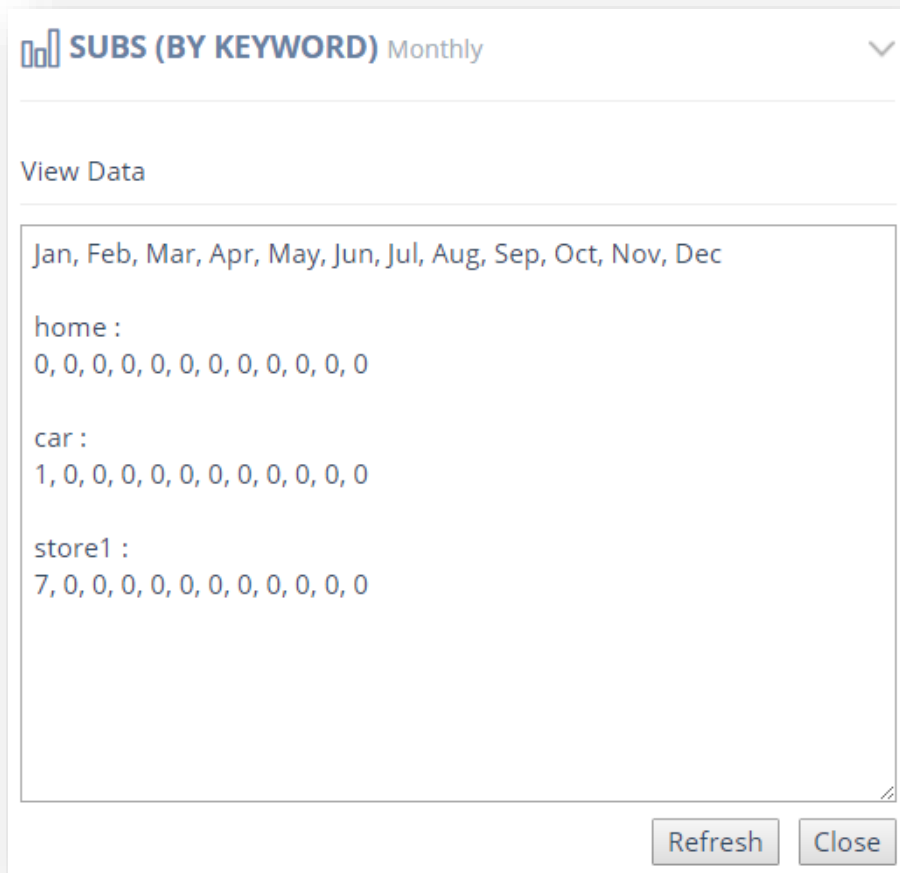 SUBS (BY KEYWORD) Monthly
View Data
Jan, Feb, Mar, Apr, May, Jun, Jul, Aug, Sep, Oct, Nov, Dec
home :
0, 0, 0, 0, 0, 0, 0, 0, 0, 0, 0, 0
car :
1, 0, 0, 0, 0, 0, 0, 0, 0, 0, 0, 0
store1 :
7, 0, 0, 0, 0, 0, 0, 0, 0, 0, 0, 0
Refresh Close